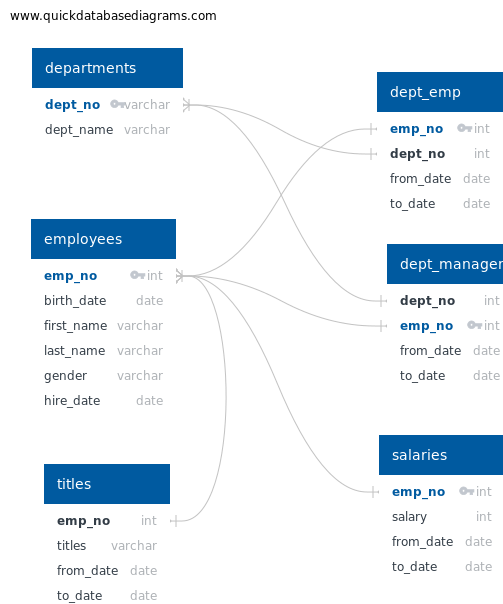 www.quickdatabasediagrams.com
departments
dept_no varchar
dept_name varchar
employees
emp_no int
birth_date date
first_name varchar
last_name varchar
gender varchar
hire_date date
titles
emp_no int
titles varchar
from_date date
to_date date
dept_emp
emp_no int
dept_no int
from_date date
to_date date
dept_manager
dept_no int
emp_no int
from_date date
to_date date
salaries
emp_no int
salary int
from_date date
to_date date